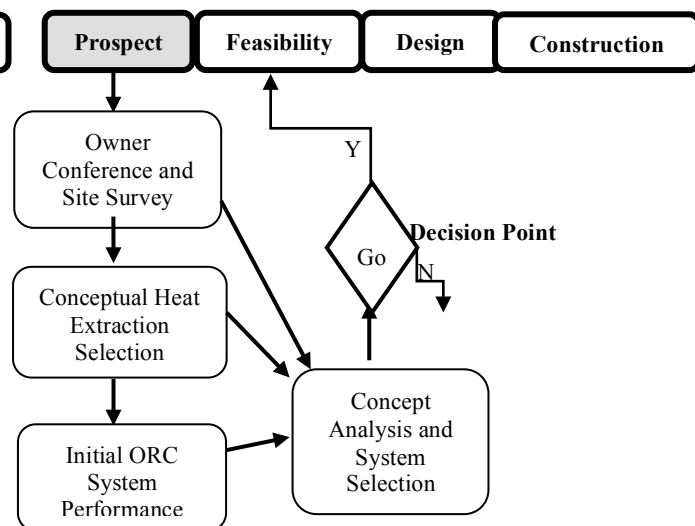 Prospect
Feasibility
Design
Construction
Owner
Conference and
Site Survey
Y
Decision Point
Go
N
Conceptual Heat
Extraction
Selection
Concept
Analysis and
System
Selection
Initial ORC
System
Performance